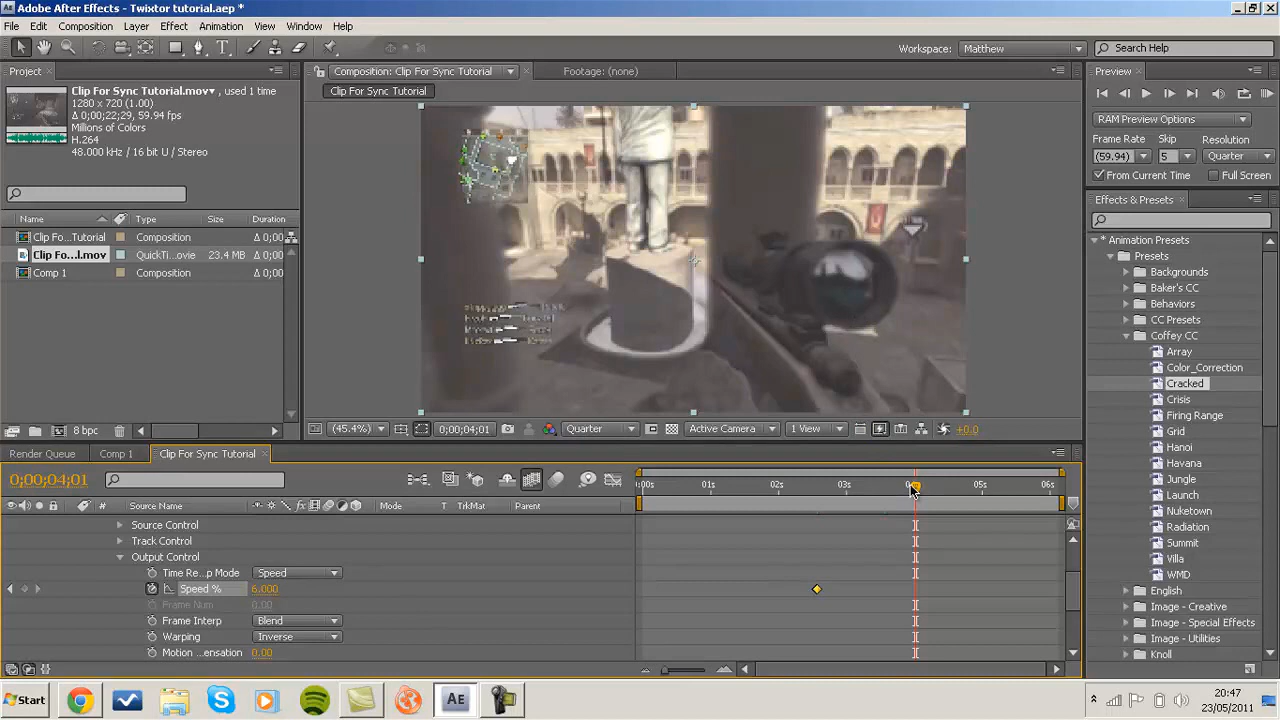 Adobe After Effects - Twixtor tutorial.aep *
File Edit Composition Layer Effect Animation View Window Help
Workspace: Matthew Search Help
Project
Composition: Clip For Sync Tutorial Footage: (none)
Preview
Clip For Sync Tutorial.mov▾, used 1 time
1280 x 720 (1.00)
Δ 0;00;22;29, 59.94 fps
Millions of Colors
H.264
48.000 kHz / 16 bit U / Stereo
Clip For Sync Tutorial
RAM Preview Options
Frame Rate Skip Resolution
(59.94) 5 Quarter
From Current Time Full Screen
Effects & Presets
Name Type Size Duration
Clip Fo...Tutorial Composition Δ 0;00
Clip Fo...l.mov QuickTi...ovie 23.4 MB Δ 0;00
Comp 1 Composition Δ 0;00
* Animation Presets
Presets
Backgrounds
Baker's CC
Behaviors
CC Presets
Coffey CC
Array
Color_Correction
Cracked
Crisis
Firing Range
Grid
Hanoi
Havana
Jungle
Launch
Nuketown
Radiation
Summit
Villa
WMD
English
Image - Creative
Image - Special Effects
Image - Utilities
Knoll
8 bpc
(45.4%) 0;00;04;01 Quarter Active Camera 1 View +0.0
Render Queue Comp 1 Clip For Sync Tutorial
0;00;04;01
# Source Name Mode T TrkMat Parent
0:00s 01s 02s 03s 05s 06s
Source Control
Track Control
Output Control
Time Re...p Mode Speed
Speed % 6.000
Frame Num 0.00
Frame Interp Blend
Warping Inverse
Motion ...ensation 0.00
Start
20:47
23/05/2011